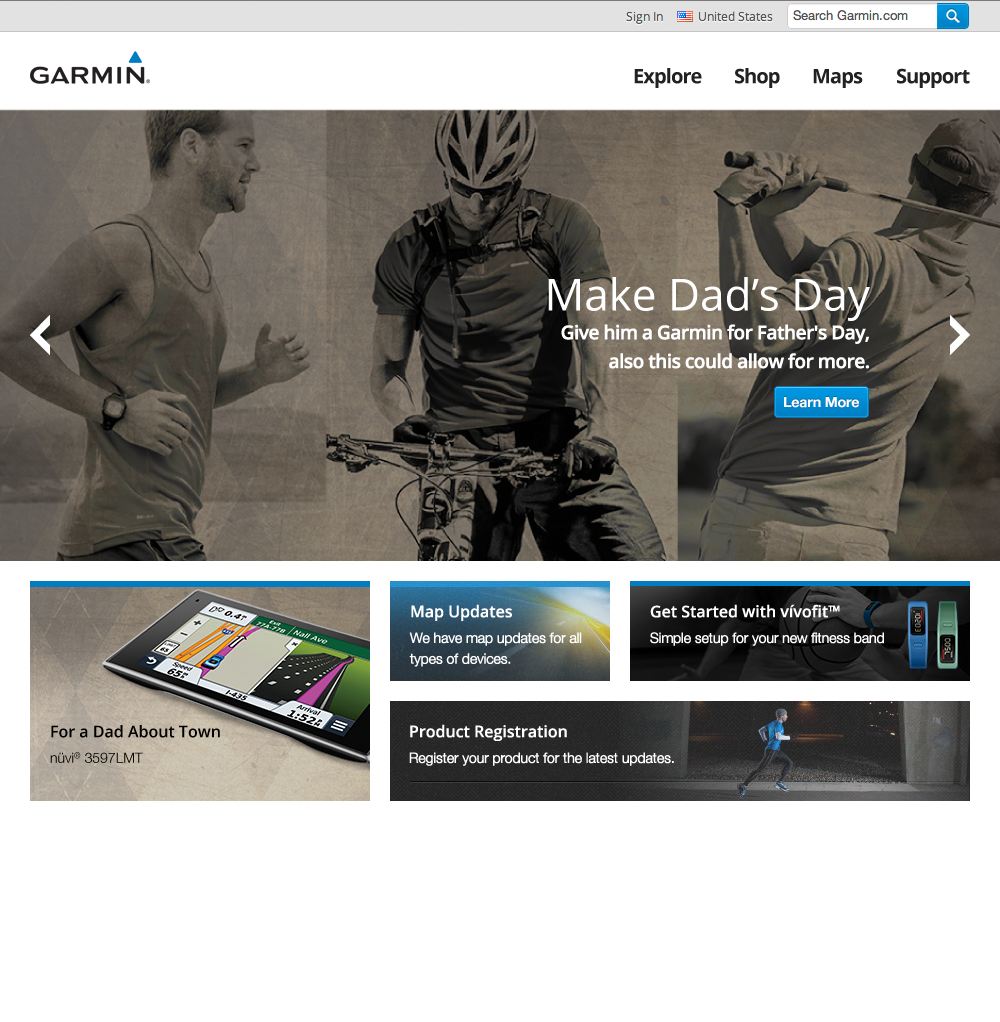 Sign In
United States
Search Garmin.com
GARMIN®
Explore
Shop
Maps
Support
Make Dad's Day
Give him a Garmin for Father's Day,
also this could allow for more.
Learn More
Exit
77A-77B
Nall Ave
0.4
65
Speed
65
I-435
Arrival
1:52
For a Dad About Town
nüvi® 3597LMT
Map Updates
We have map updates for all
types of devices.
Get Started with vívofit™
Simple setup for your new fitness band
Product Registration
Register your product for the latest updates.